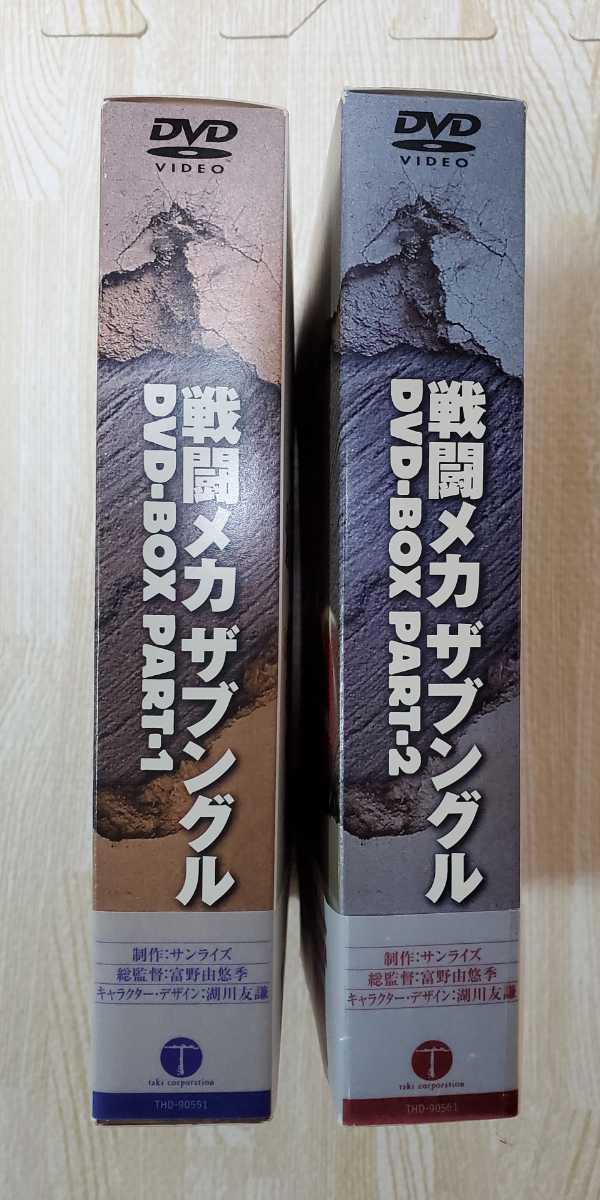 DVD
VIDEO
戦闘メカ ザブングル
DVD-BOX PART-1
制作:サンライズ
総監督:富野由悠季
キャラクター・デザイン:湖川友謙
taki corporation
THD-90551
DVD
VIDEO
戦闘メカ ザブングル
DVD-BOX PART-2
制作:サンライズ
総監督:富野由悠季
キャラクター・デザイン:湖川友謙
taki corporation
THD-90561